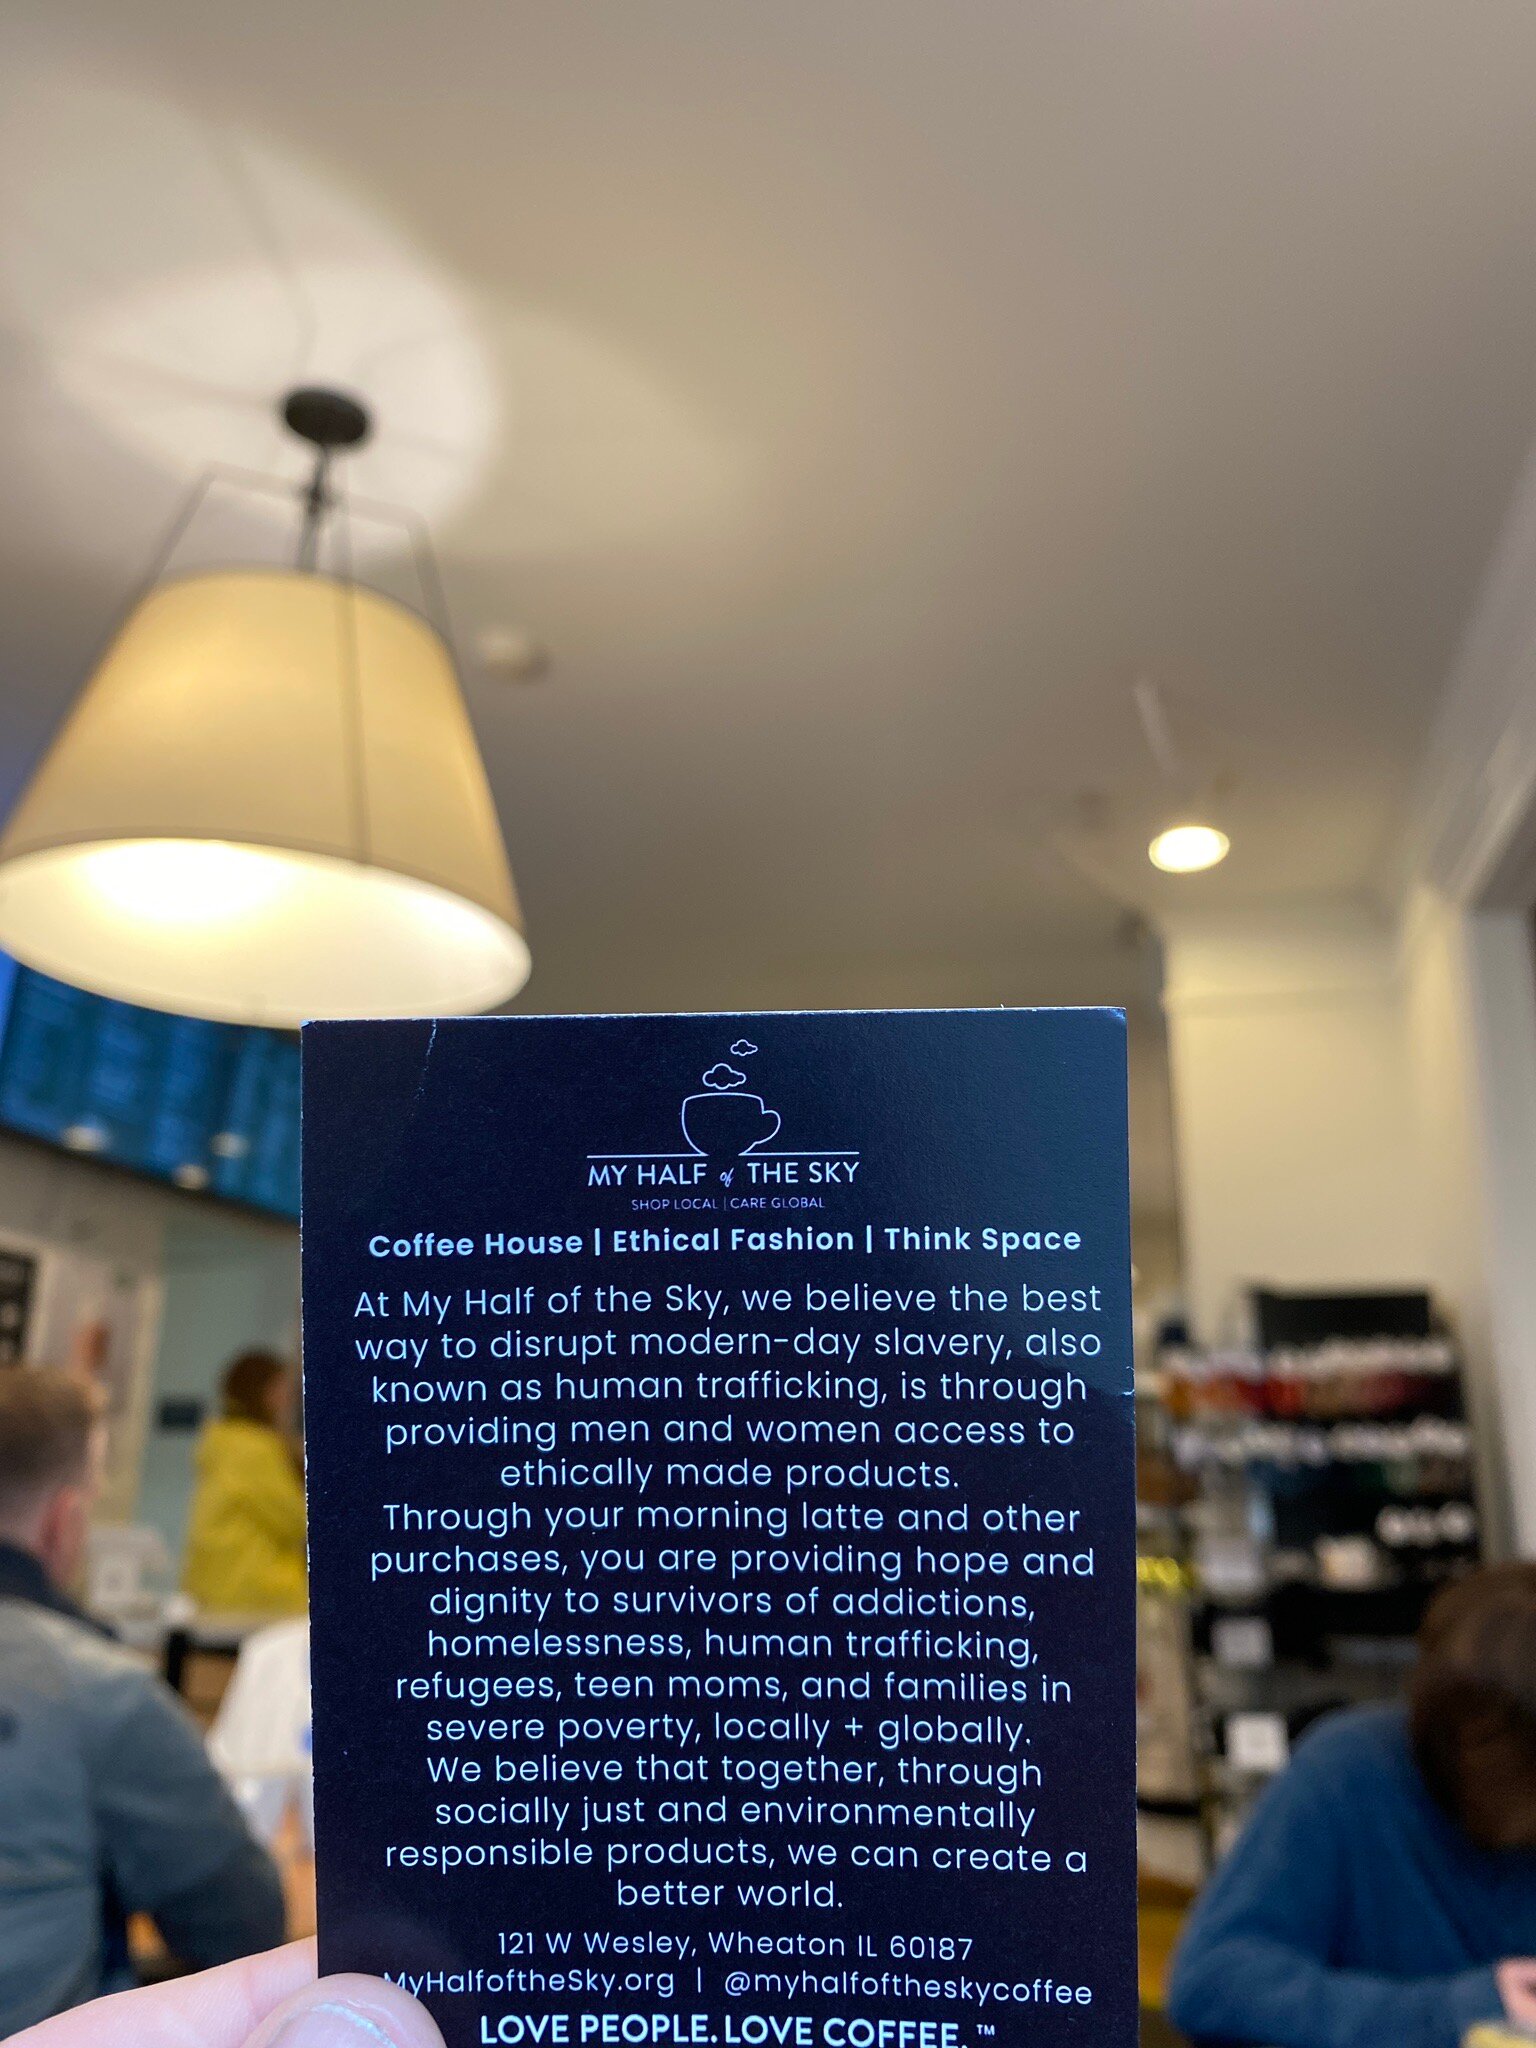 MY HALF of THE SKY
SHOP LOCAL | CARE GLOBAL
Coffee House | Ethical Fashion | Think Space
At My Half of the Sky, we believe the best
way to disrupt modern-day slavery, also
known as human trafficking, is through
providing men and women access to
ethically made products.
Through your morning latte and other
purchases, you are providing hope and
dignity to survivors of addictions,
homelessness, human trafficking,
refugees, teen moms, and families in
severe poverty, locally + globally.
We believe that together, through
socially just and environmentally
responsible products, we can create a
better world.
121 W Wesley, Wheaton IL 60187
MyHalfoftheSky.org | @myhalfoftheskycoffee
LOVE PEOPLE. LOVE COFFEE. ™